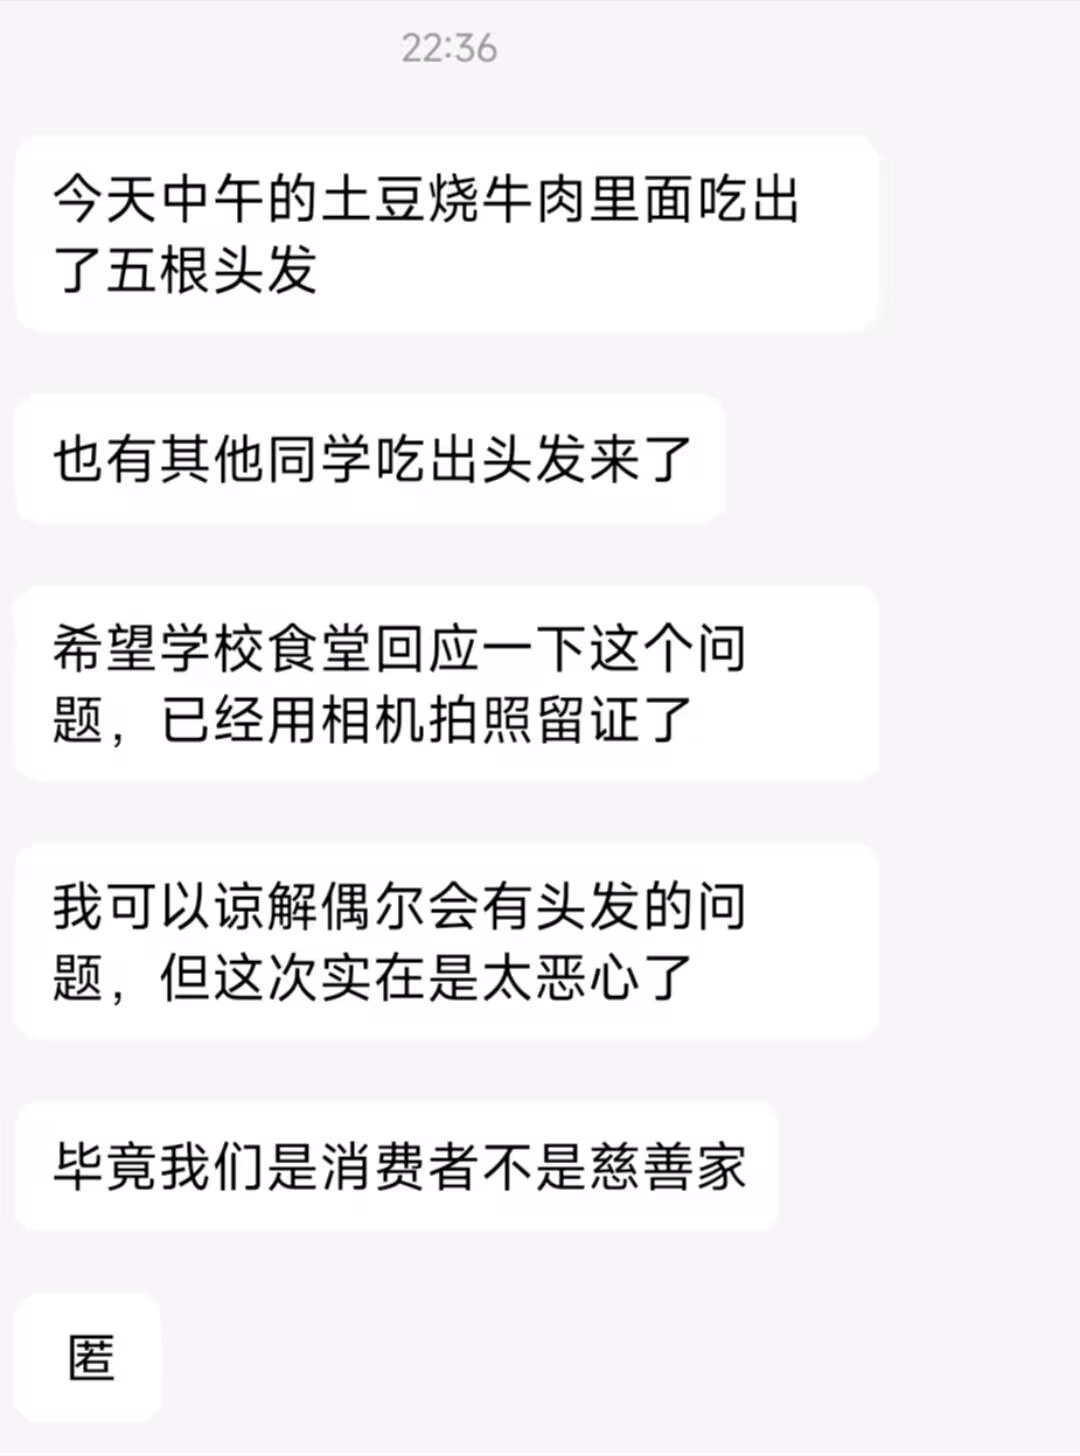 22:36
今天中午的土豆烧牛肉里面吃出
了五根头发
也有其他同学吃出头发来了
希望学校食堂回应一下这个问
题，已经用相机拍照留证了
我可以谅解偶尔会有头发的问
题，但这次实在是太恶心了
毕竟我们是消费者不是慈善家
匿